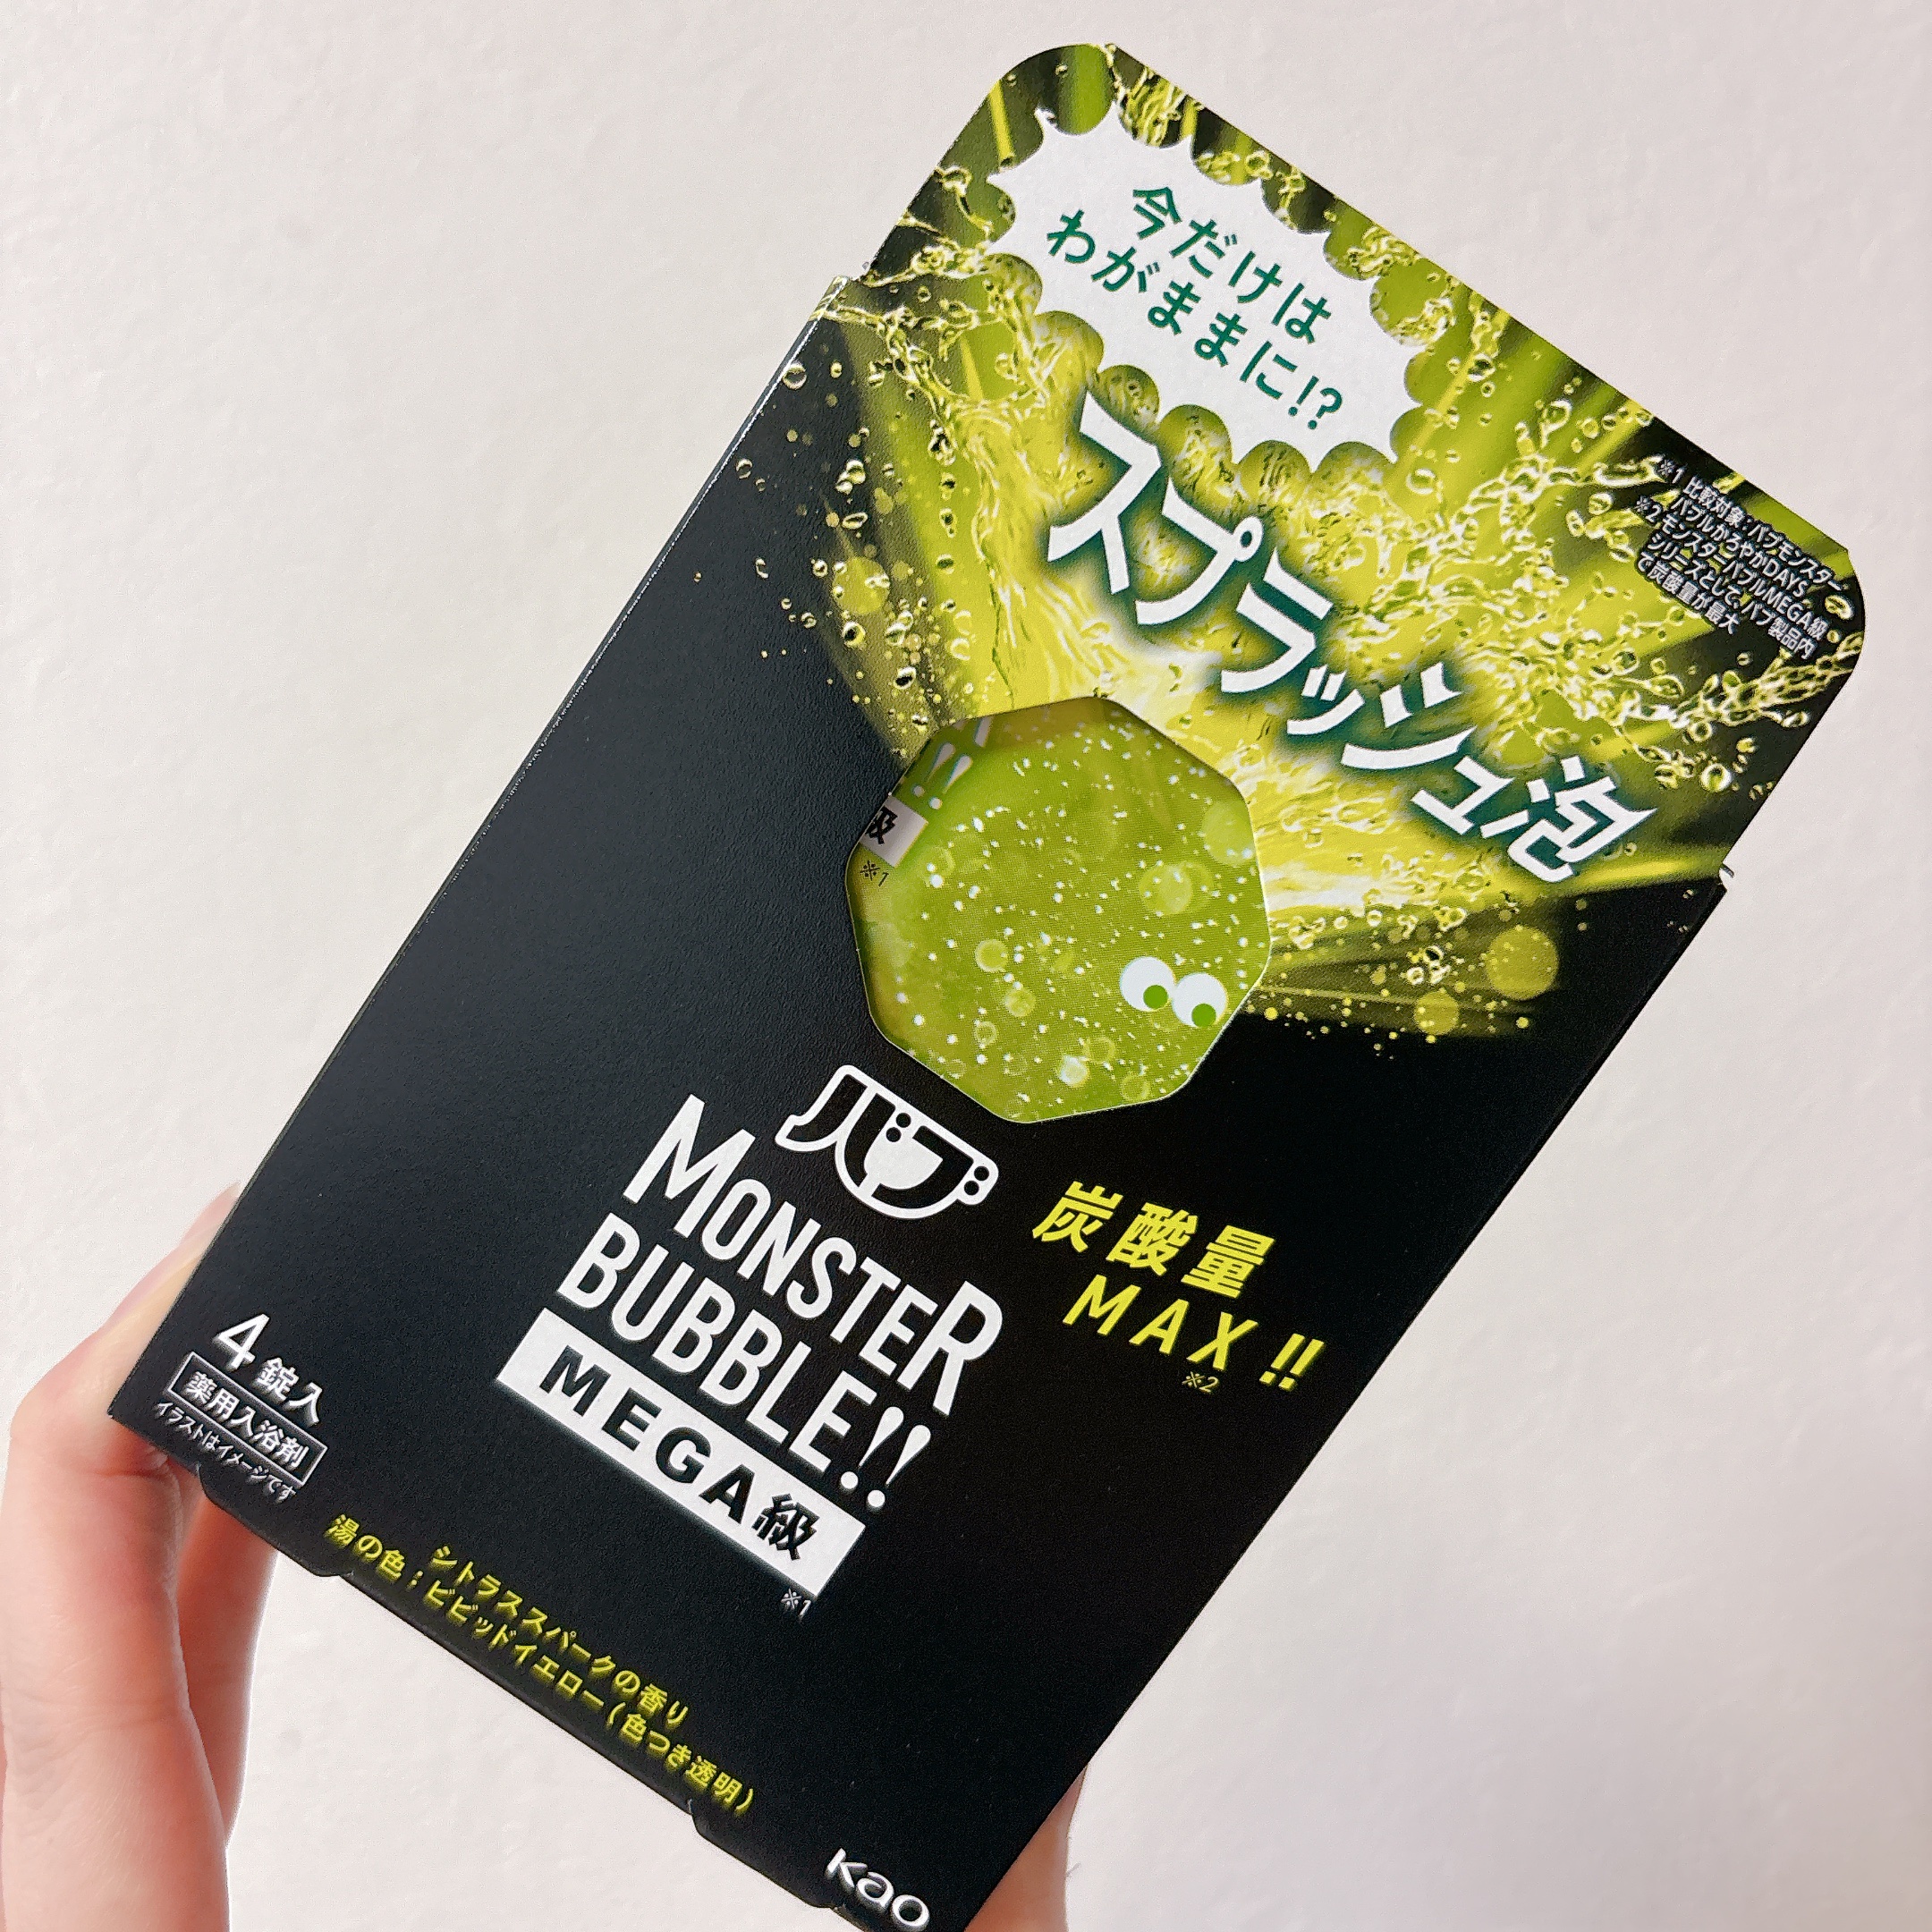 今だけは
わがままに!?
スプラッシュ泡
※1 比較対象:バブモンスター
バブルかろやかDAYS
※2 モンスターバブルMEGA級
シリーズとして、バブ製品内
で炭酸量が最大
!!
級
※1
バブ
MONSTER
BUBBLE!!
MEGA級
※1
炭酸量
MAX!!
※2
4錠入
薬用入浴剤
イラストはイメージです
シトラススパークの香り
湯の色:ビビッドイエロー(色つき透明)
Kao